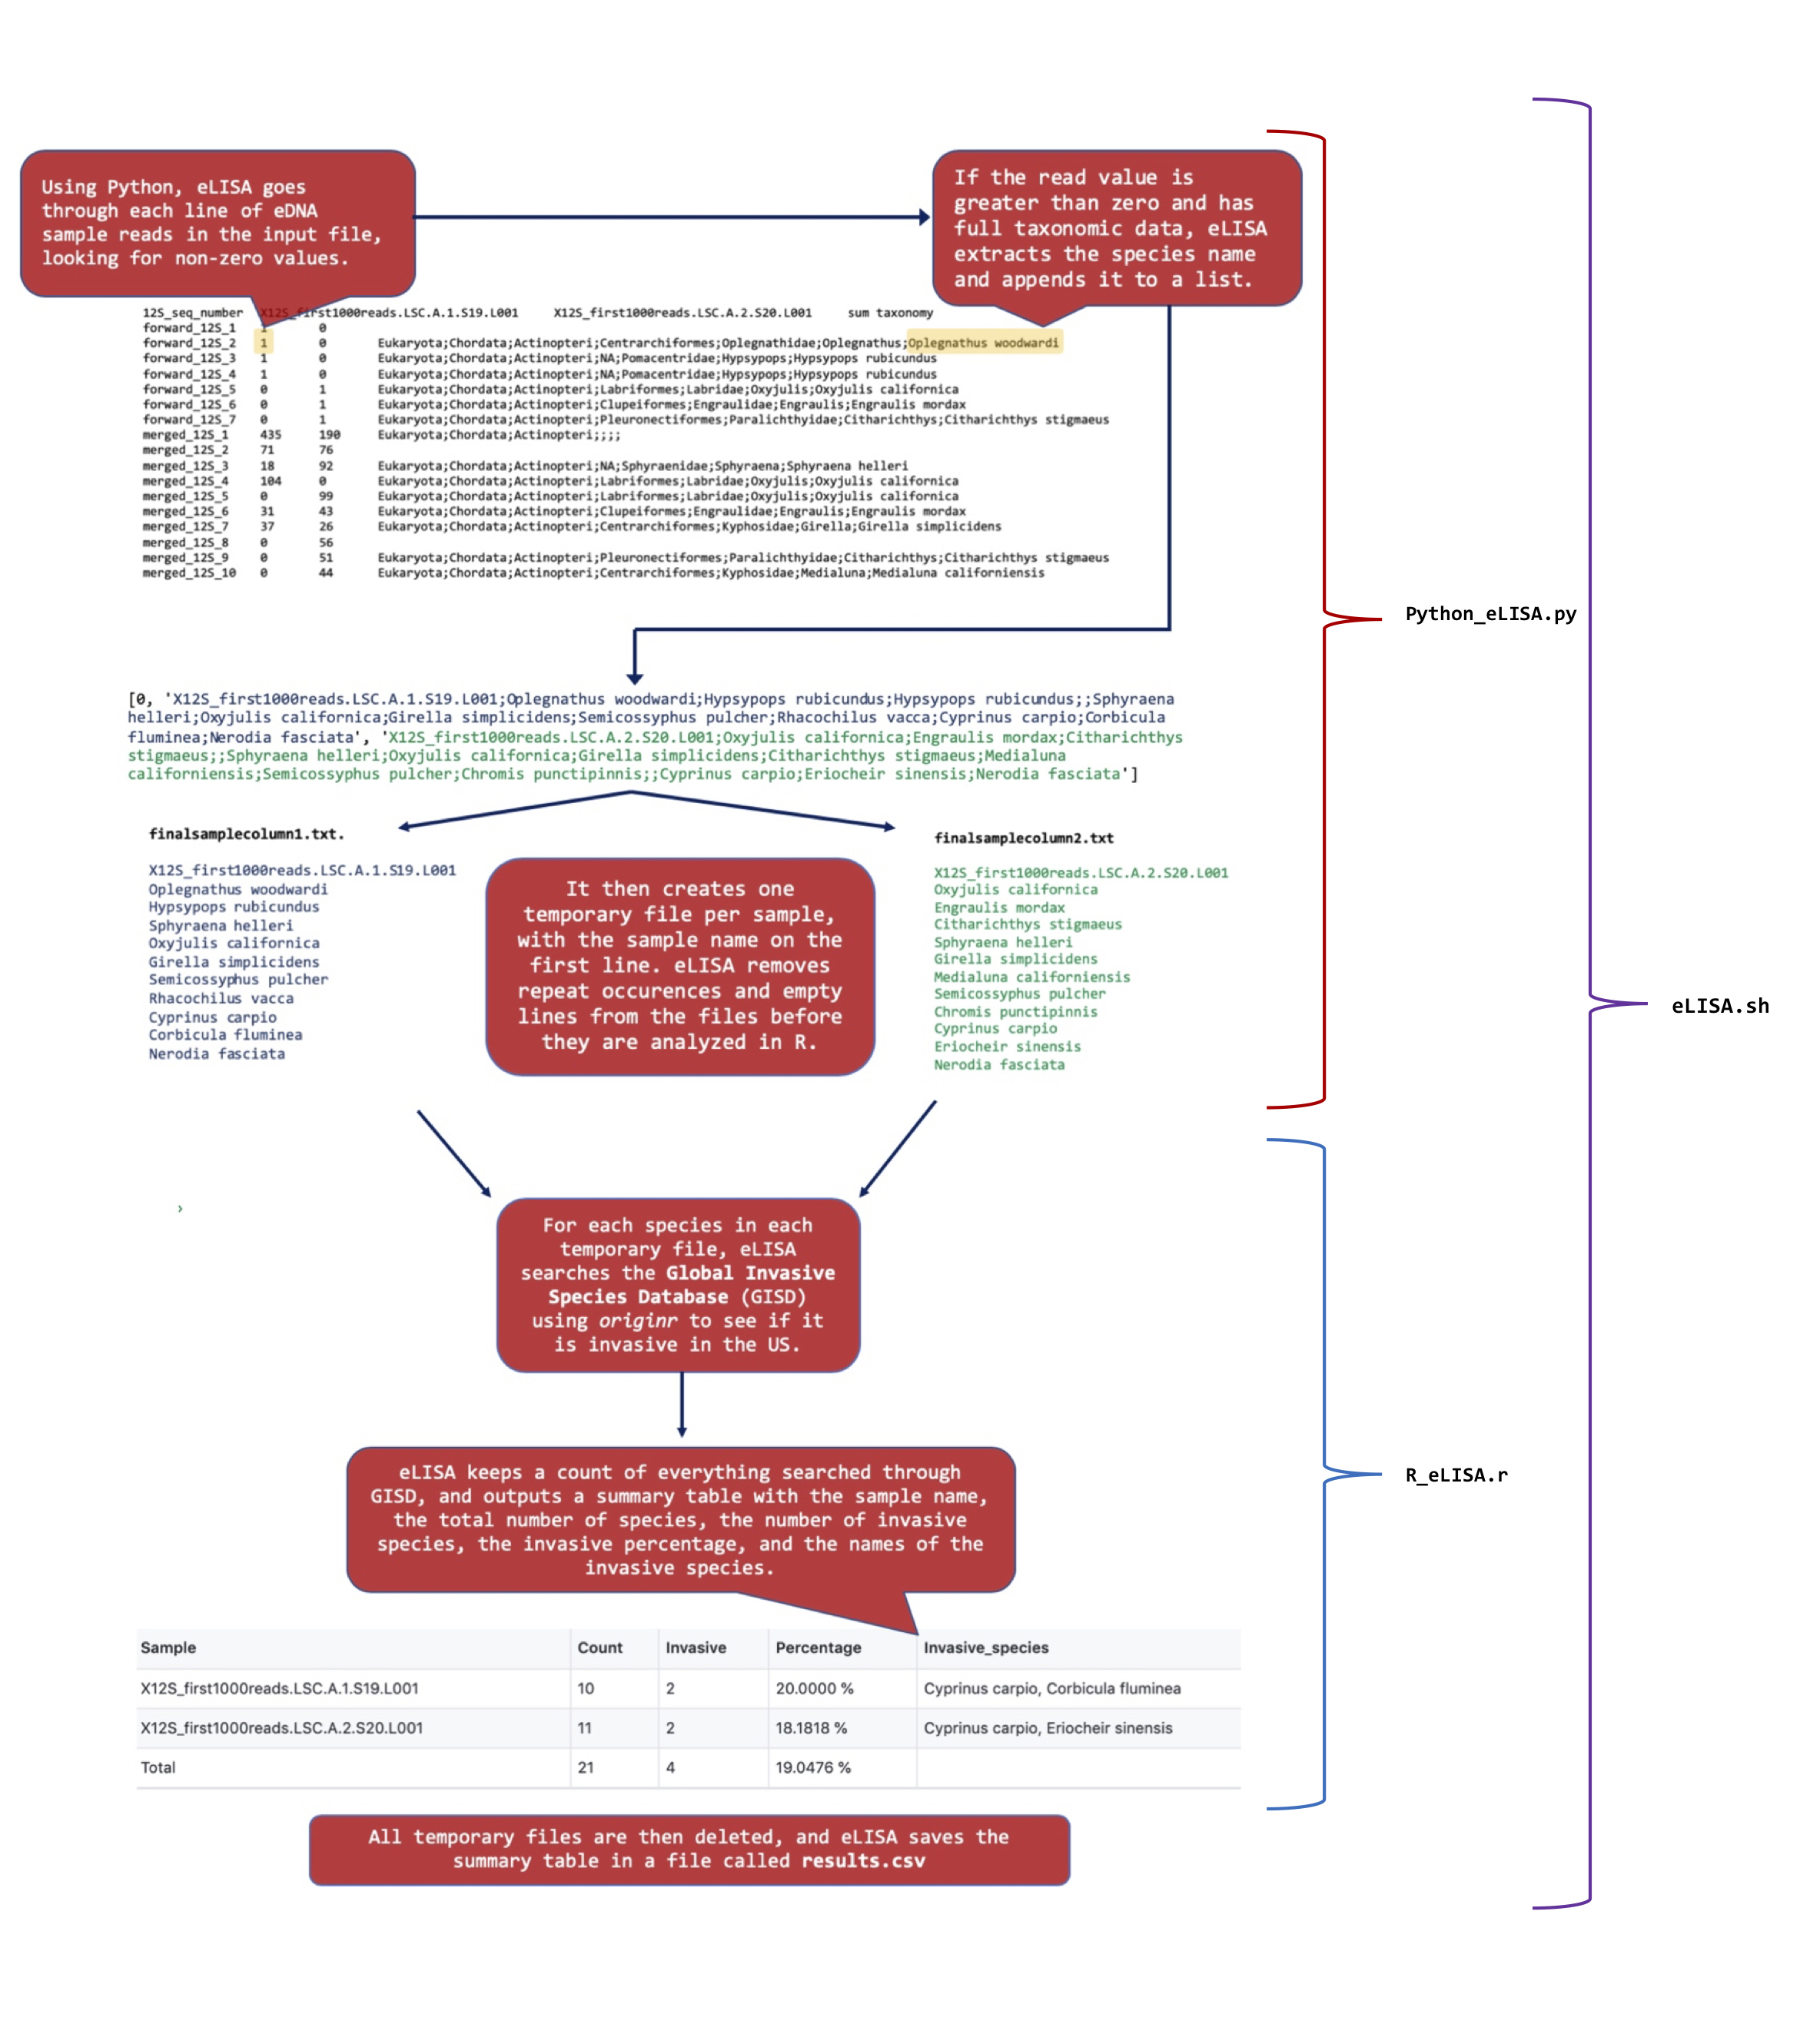 Using Python, eLISA goes
through each line of eDNA
sample reads in the input file,
looking for non-zero values.
If the read value is
greater than zero and has
full taxonomic data, eLISA
extracts the species name
and appends it to a list.
12S_seq_number X12S_first1000reads.LSC.A.1.S19.L001 X12S_first1000reads.LSC.A.2.S20.L001 sum taxonomy
forward_12S_1 1 0
forward_12S_2 1 0 Eukaryota;Chordata;Actinopteri;Centrarchiformes;Oplegnathidae;Oplegnathus;Oplegnathus woodwardi
forward_12S_3 1 0 Eukaryota;Chordata;Actinopteri;NA;Pomacentridae;Hypsypops;Hypsypops rubicundus
forward_12S_4 1 0 Eukaryota;Chordata;Actinopteri;NA;Pomacentridae;Hypsypops;Hypsypops rubicundus
forward_12S_5 0 1 Eukaryota;Chordata;Actinopteri;Labriformes;Labridae;Oxyjulis;Oxyjulis californica
forward_12S_6 0 1 Eukaryota;Chordata;Actinopteri;Clupeiformes;Engraulidae;Engraulis;Engraulis mordax
forward_12S_7 0 1 Eukaryota;Chordata;Actinopteri;Pleuronectiformes;Paralichthyidae;Citharichthys;Citharichthys stigmaeus
merged_12S_1 435 190 Eukaryota;Chordata;Actinopteri;;;;
merged_12S_2 71 76
merged_12S_3 18 92 Eukaryota;Chordata;Actinopteri;NA;Sphyraenidae;Sphyraena;Sphyraena helleri
merged_12S_4 104 0 Eukaryota;Chordata;Actinopteri;Labriformes;Labridae;Oxyjulis;Oxyjulis californica
merged_12S_5 0 99 Eukaryota;Chordata;Actinopteri;Labriformes;Labridae;Oxyjulis;Oxyjulis californica
merged_12S_6 31 43 Eukaryota;Chordata;Actinopteri;Clupeiformes;Engraulidae;Engraulis;Engraulis mordax
merged_12S_7 37 26 Eukaryota;Chordata;Actinopteri;Centrarchiformes;Kyphosidae;Girella;Girella simplicidens
merged_12S_8 0 56
merged_12S_9 0 51 Eukaryota;Chordata;Actinopteri;Pleuronectiformes;Paralichthyidae;Citharichthys;Citharichthys stigmaeus
merged_12S_10 0 44 Eukaryota;Chordata;Actinopteri;Centrarchiformes;Kyphosidae;Medialuna;Medialuna californiensis
Python_eLISA.py
[0, 'X12S_first1000reads.LSC.A.1.S19.L001;Oplegnathus woodwardi;Hypsypops rubicundus;Hypsypops rubicundus;;Sphyraena
helleri;Oxyjulis californica;Girella simplicidens;Semicossyphus pulcher;Rhacochilus vacca;Cyprinus carpio;Corbicula
fluminea;Nerodia fasciata', 'X12S_first1000reads.LSC.A.2.S20.L001;Oxyjulis californica;Engraulis mordax;Citharichthys
stigmaeus;;Sphyraena helleri;Oxyjulis californica;Girella simplicidens;Citharichthys stigmaeus;Medialuna
californiensis;Semicossyphus pulcher;Chromis punctipinnis;;Cyprinus carpio;Eriocheir sinensis;Nerodia fasciata']
finalsamplecolumn1.txt.
X12S_first1000reads.LSC.A.1.S19.L001
Oplegnathus woodwardi
Hypsypops rubicundus
Sphyraena helleri
Oxyjulis californica
Girella simplicidens
Semicossyphus pulcher
Rhacochilus vacca
Cyprinus carpio
Corbicula fluminea
Nerodia fasciata
It then creates one
temporary file per sample,
with the sample name on the
first line. eLISA removes
repeat occurences and empty
lines from the files before
they are analyzed in R.
finalsamplecolumn2.txt
X12S_first1000reads.LSC.A.2.S20.L001
Oxyjulis californica
Engraulis mordax
Citharichthys stigmaeus
Sphyraena helleri
Girella simplicidens
Medialuna californiensis
Semicossyphus pulcher
Chromis punctipinnis
Cyprinus carpio
Eriocheir sinensis
Nerodia fasciata
eLISA.sh
›
For each species in each
temporary file, eLISA
searches the Global Invasive
Species Database (GISD)
using originr to see if it
is invasive in the US.
eLISA keeps a count of everything searched through
GISD, and outputs a summary table with the sample name,
the total number of species, the number of invasive
species, the invasive percentage, and the names of the
invasive species.
R_eLISA.r
Sample Count Invasive Percentage Invasive_species
X12S_first1000reads.LSC.A.1.S19.L001 10 2 20.0000 % Cyprinus carpio, Corbicula fluminea
X12S_first1000reads.LSC.A.2.S20.L001 11 2 18.1818 % Cyprinus carpio, Eriocheir sinensis
Total 21 4 19.0476 %
All temporary files are then deleted, and eLISA saves the
summary table in a file called results.csv